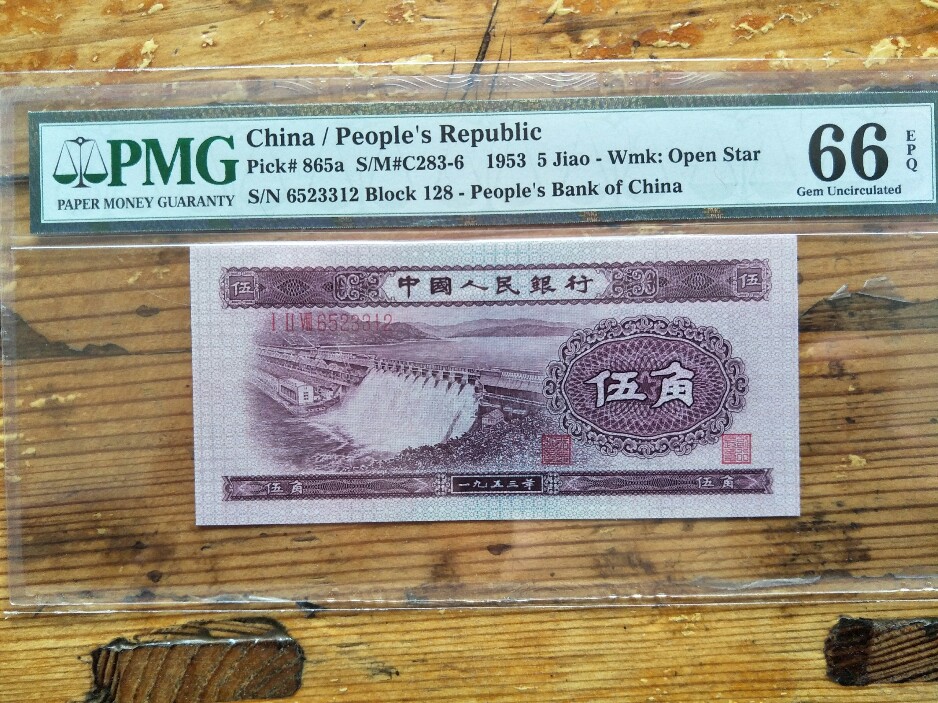 PMG
PAPER MONEY GUARANTY
China / People's Republic
Pick# 865a S/M#C283-6 1953 5 Jiao - Wmk: Open Star
S/N 6523312 Block 128 - People's Bank of China
66 EPQ
Gem Uncirculated
伍 中國人民銀行 伍
I II VIII 6523312
伍角
伍角 一九五三年 伍角